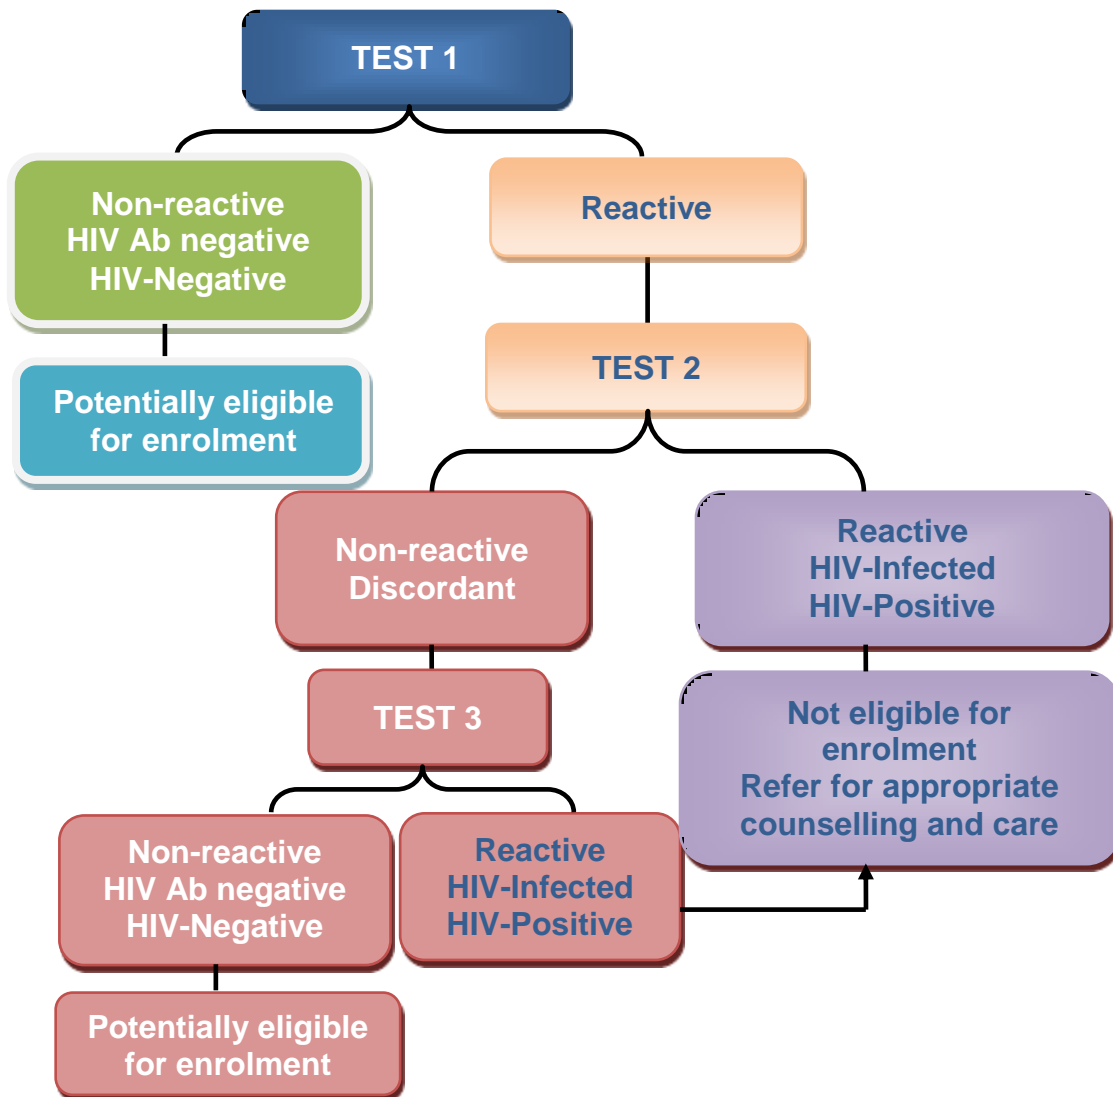 TEST 1
Non-reactive
HIV Ab negative
HIV-Negative
Reactive
Potentially eligible
for enrolment
TEST 2
Non-reactive
Discordant
Reactive
HIV-Infected
HIV-Positive
TEST 3
Not eligible for
enrolment
Refer for appropriate
counselling and care
Non-reactive
HIV Ab negative
HIV-Negative
Reactive
HIV-Infected
HIV-Positive
Potentially eligible
for enrolment